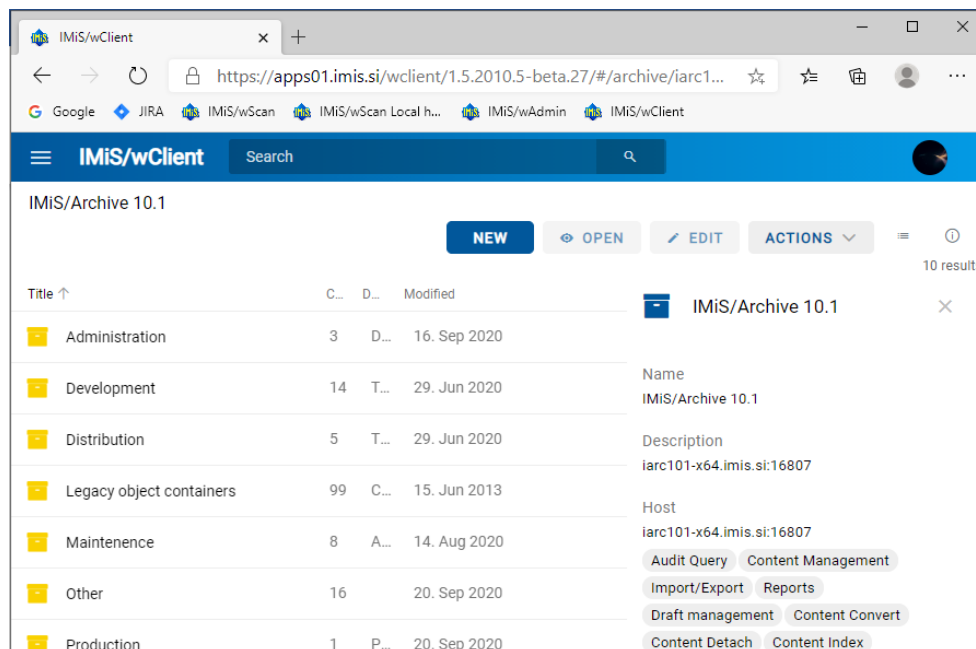 IMiS/wClient
https://apps01.imis.si/wclient/1.5.2010.5-beta.27/#/archive/iarc1...
Google JIRA IMiS/wScan IMiS/wScan Local h... IMiS/wAdmin IMiS/wClient
IMiS/wClient Search
IMiS/Archive 10.1
NEW OPEN EDIT ACTIONS
10 result
Title C... D... Modified
Administration 3 D... 16. Sep 2020
Development 14 T... 29. Jun 2020
Distribution 5 T... 29. Jun 2020
Legacy object containers 99 C... 15. Jun 2013
Maintenence 8 A... 14. Aug 2020
Other 16 20. Sep 2020
Production 1 P... 20. Sep 2020
IMiS/Archive 10.1
Name
IMiS/Archive 10.1
Description
iarc101-x64.imis.si:16807
Host
iarc101-x64.imis.si:16807
Audit Query Content Management
Import/Export Reports
Draft management Content Convert
Content Detach Content Index